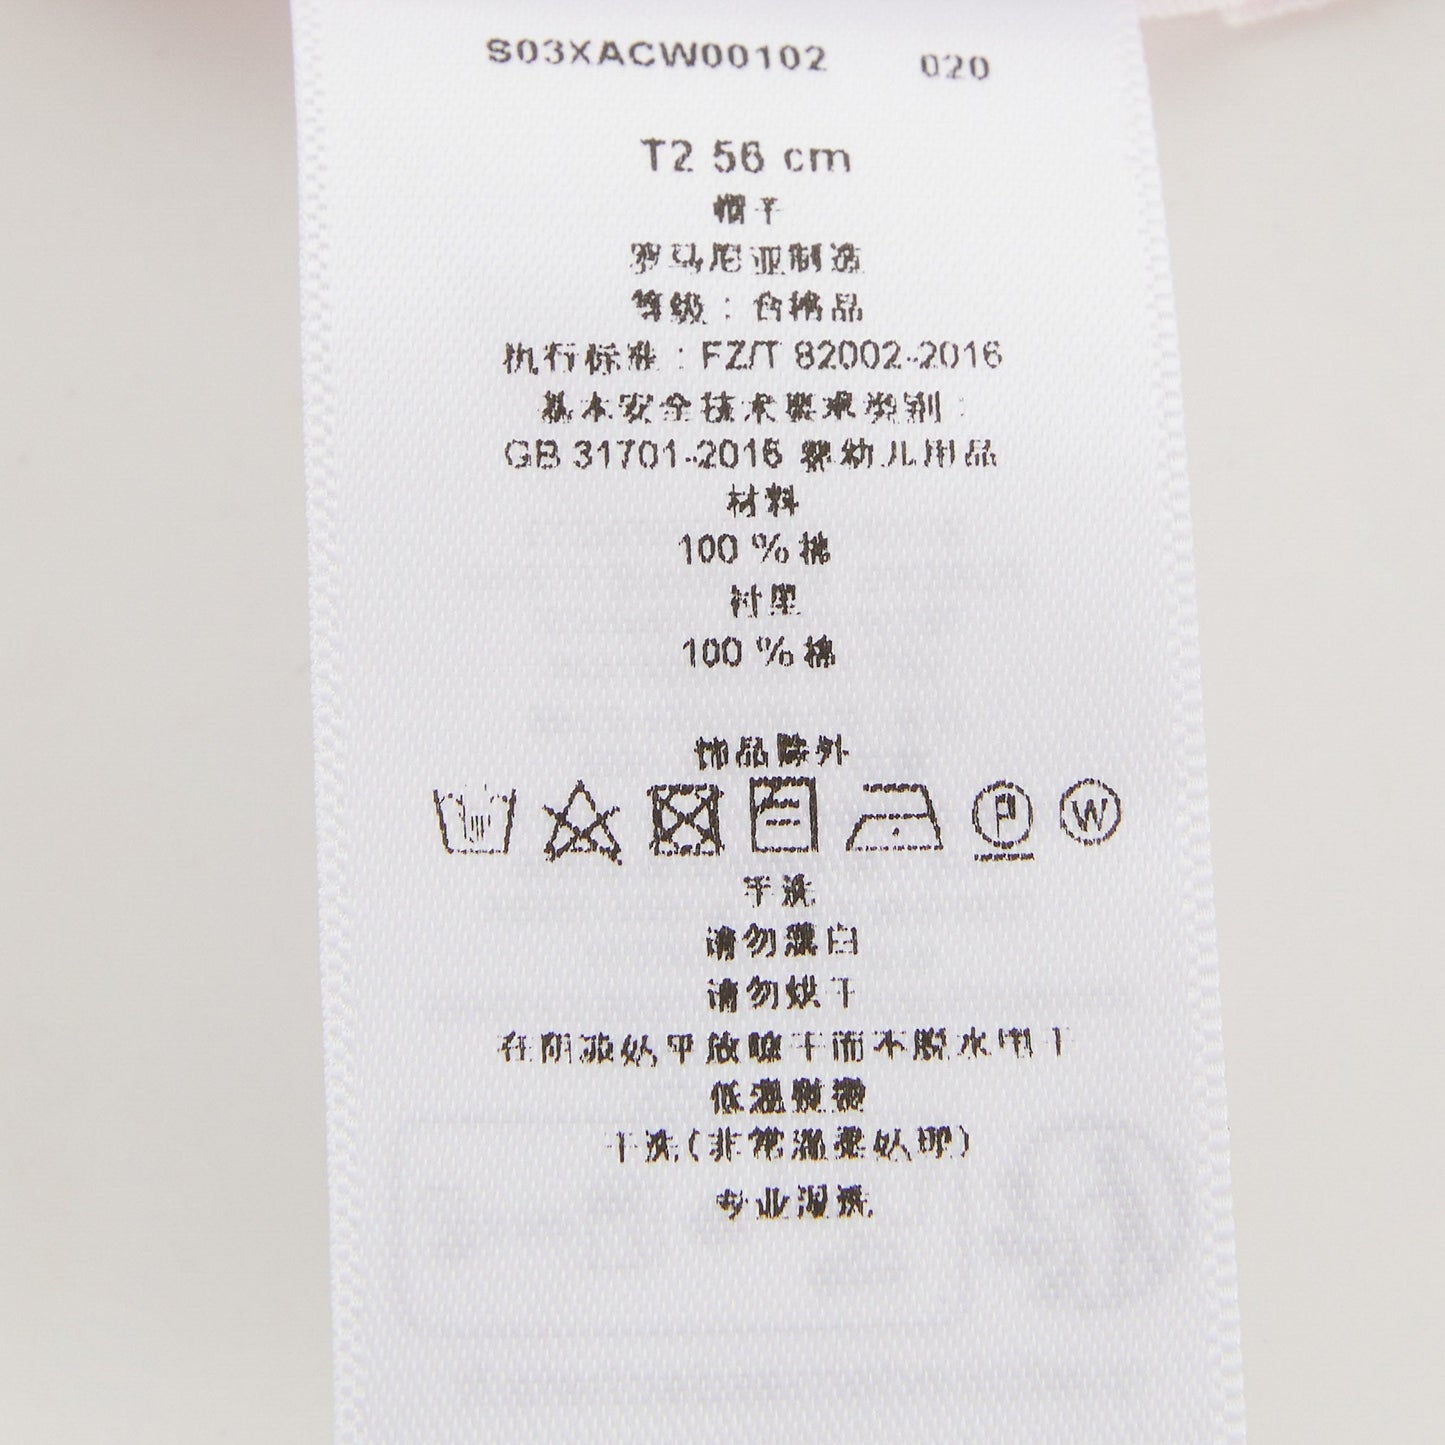 S03XACW00102 020
T2 56 cm
帽子
罗马尼亚制造
等级：合格品
执行标准：FZ/T 82002-2016
基本安全技术要求类别：
GB 31701-2016 婴幼儿用品
材料
100 % 棉
衬里
100 % 棉
饰品除外
P
W
手洗
请勿漂白
请勿烘干
在阴凉处平放晾干而不脱水甩干
低温熨烫
干洗(非常温柔处理)
专业湿洗